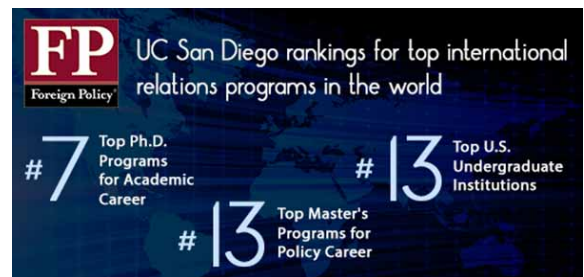 FP
Foreign Policy
UC San Diego rankings for top international
relations programs in the world
#7
Top Ph.D.
Programs
for Academic
Career
#13
Top U.S.
Undergraduate
Institutions
#13
Top Master's
Programs for
Policy Career